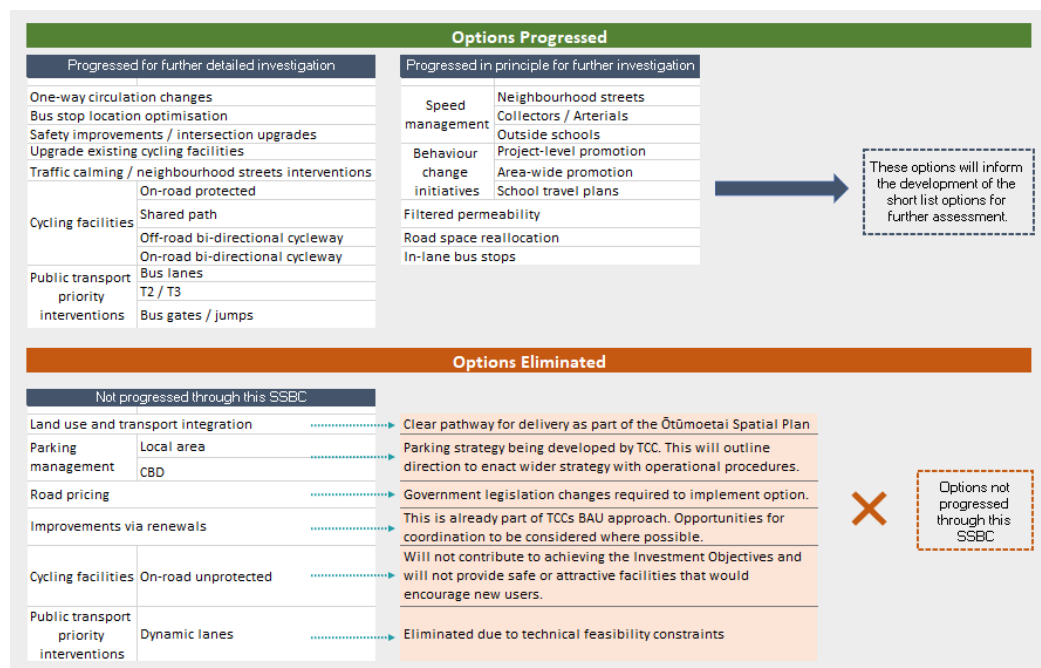 Options Progressed
Progressed for further detailed investigation
One-way circulation changes
Bus stop location optimisation
Safety improvements / intersection upgrades
Upgrade existing cycling facilities
Traffic calming / neighbourhood streets interventions
Cycling facilities
On-road protected
Shared path
Off-road bi-directional cycleway
On-road bi-directional cycleway
Public transport
priority
interventions
Bus lanes
T2 / T3
Bus gates / jumps
Progressed in principle for further investigation
Speed
management
Neighbourhood streets
Collectors / Arterials
Outside schools
Behaviour
change
initiatives
Project-level promotion
Area-wide promotion
School travel plans
Filtered permeability
Road space reallocation
In-lane bus stops
These options will inform
the development of the
short list options for
further assessment.
Options Eliminated
Not progressed through this SSBC
Land use and transport integration
Clear pathway for delivery as part of the Ōtūmoetai Spatial Plan
Parking
management
Local area
CBD
Parking strategy being developed by TCC. This will outline
direction to enact wider strategy with operational procedures.
Road pricing
Government legislation changes required to implement option.
Improvements via renewals
This is already part of TCCs BAU approach. Opportunities for
coordination to be considered where possible.
Cycling facilities
On-road unprotected
Will not contribute to achieving the Investment Objectives and
will not provide safe or attractive facilities that would
encourage new users.
Public transport
priority
interventions
Dynamic lanes
Eliminated due to technical feasibility constraints
Options not
progressed
through this
SSBC